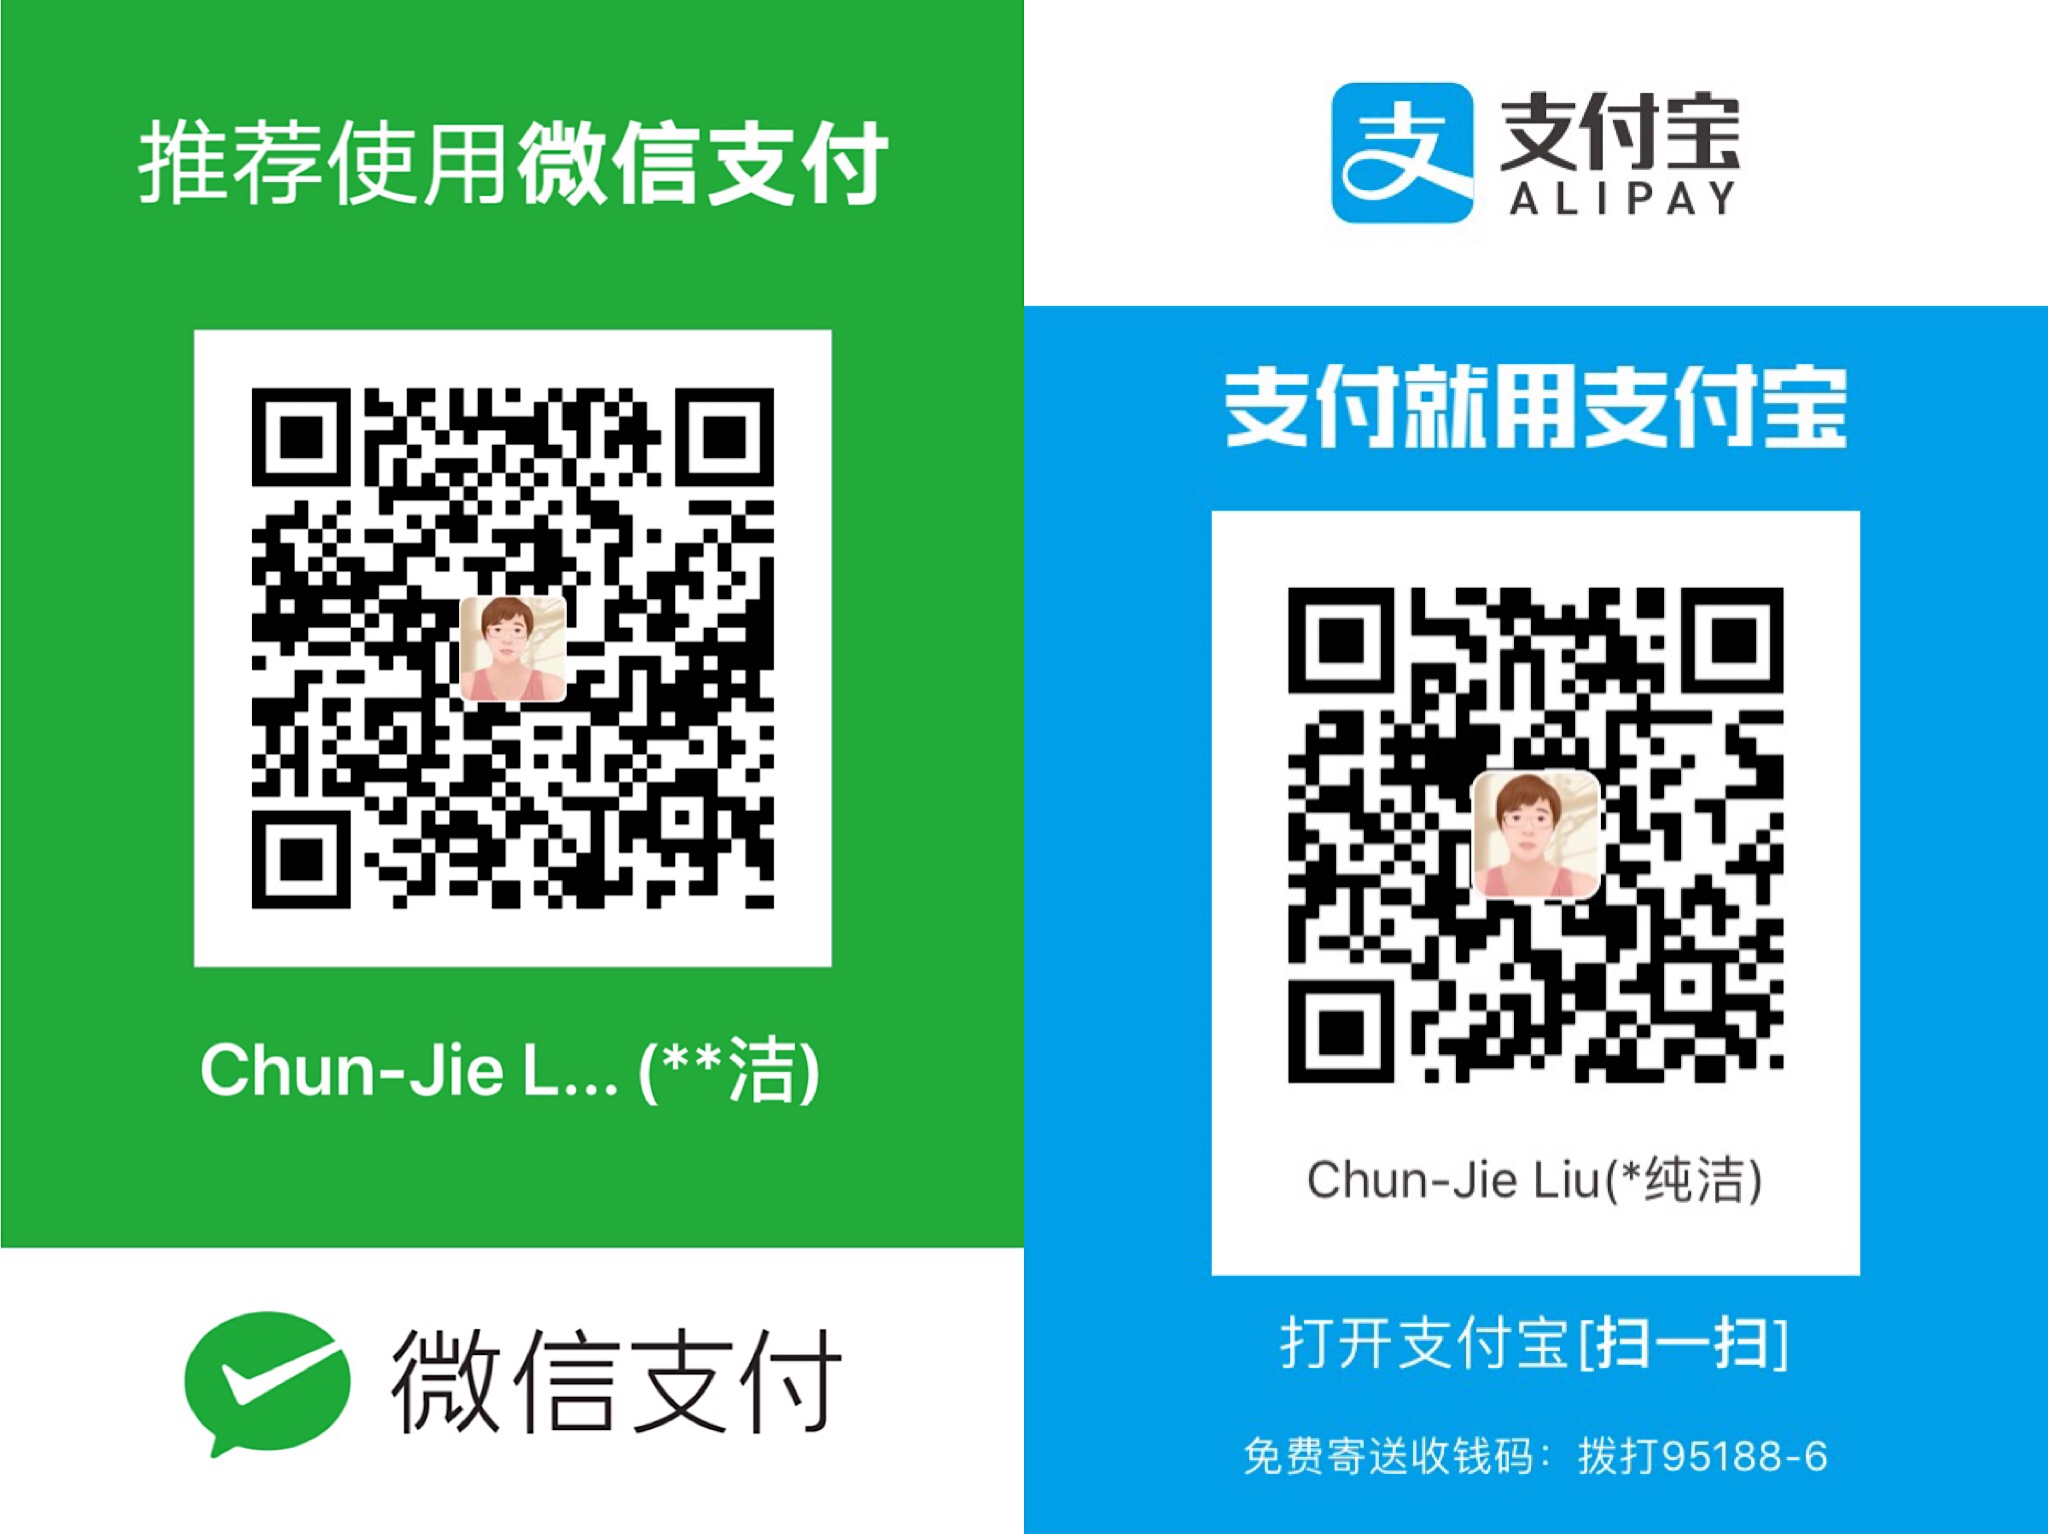 推荐使用微信支付
Chun-Jie L... (**洁)
微信支付
支
支付宝
ALIPAY
支付就用支付宝
Chun-Jie Liu(*纯洁)
打开支付宝[扫一扫]
免费寄送收钱码：拨打95188-6